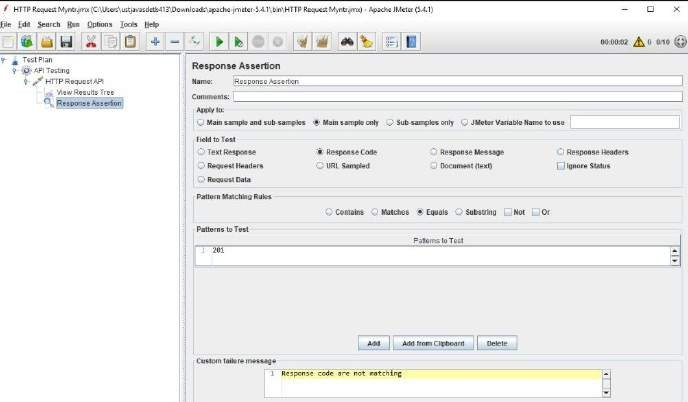 HTTP Request Myntr.jmx (C:\Users\ustjavasdetb413\Downloads\apache-jmeter-5.4.1\bin\HTTP Request Myntr.jmx) - Apache JMeter (5.4.1)
File Edit Search Run Options Tools Help
00:00:02 0 0/10
Test Plan
API Testing
HTTP Request API
View Results Tree
Response Assertion
Response Assertion
Name: Response Assertion
Comments:
Apply to:
Main sample and sub-samples Main sample only Sub-samples only JMeter Variable Name to use
Field to Test
Text Response Response Code Response Message Response Headers
Request Headers URL Sampled Document (text) Ignore Status
Request Data
Pattern Matching Rules
Contains Matches Equals Substring Not Or
Patterns to Test
Patterns to Test
1 201
Add Add from Clipboard Delete
Custom failure message
1 Response code are not matching